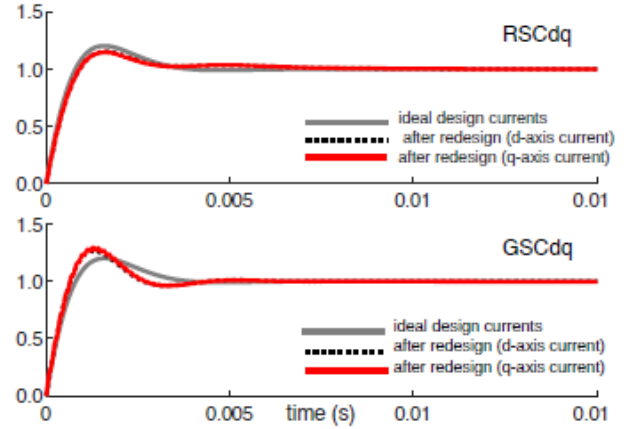 1.5
RSCdq
1.0
ideal design currents
after redesign (d-axis current)
0.5
after redesign (q-axis current)
0.0
0 0.005 0.01 0.01
1.5
GSCdq
1.0
ideal design currents
0.5
after redesign (d-axis current)
after redesign (q-axis current)
0.0
0 0.005 time (s) 0.01 0.01